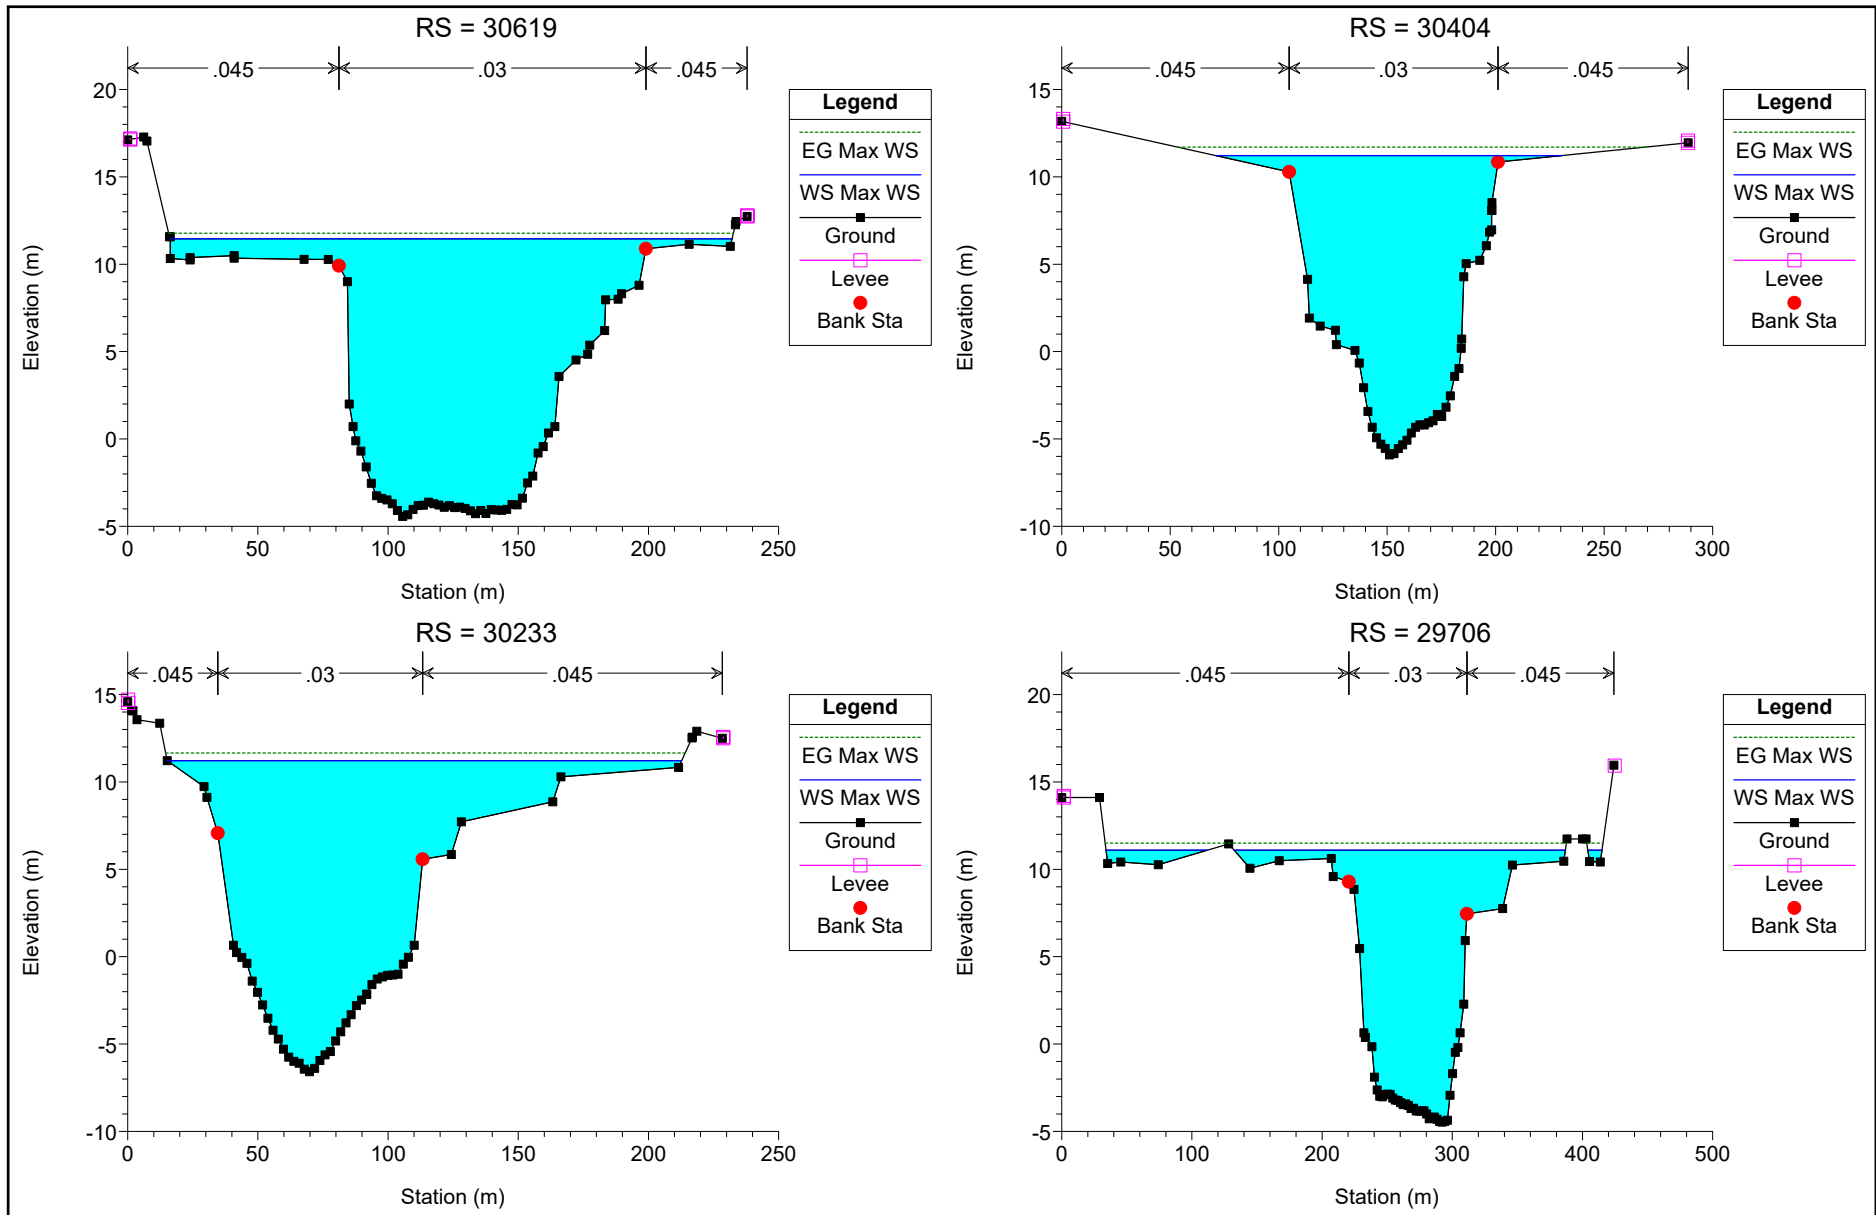 RS = 30619
.045 .03 .045
20
15
10
5
0
-5
0 50 100 150 200 250
Elevation (m)
Station (m)
Legend
EG Max WS
WS Max WS
Ground
Levee
Bank Sta
RS = 30404
.045 .03 .045
15
10
5
0
-5
-10
0 50 100 150 200 250 300
Elevation (m)
Station (m)
Legend
EG Max WS
WS Max WS
Ground
Levee
Bank Sta
RS = 30233
.045 .03 .045
15
10
5
0
-5
-10
0 50 100 150 200 250
Elevation (m)
Station (m)
Legend
EG Max WS
WS Max WS
Ground
Levee
Bank Sta
RS = 29706
.045 .03 .045
20
15
10
5
0
-5
0 100 200 300 400 500
Elevation (m)
Station (m)
Legend
EG Max WS
WS Max WS
Ground
Levee
Bank Sta